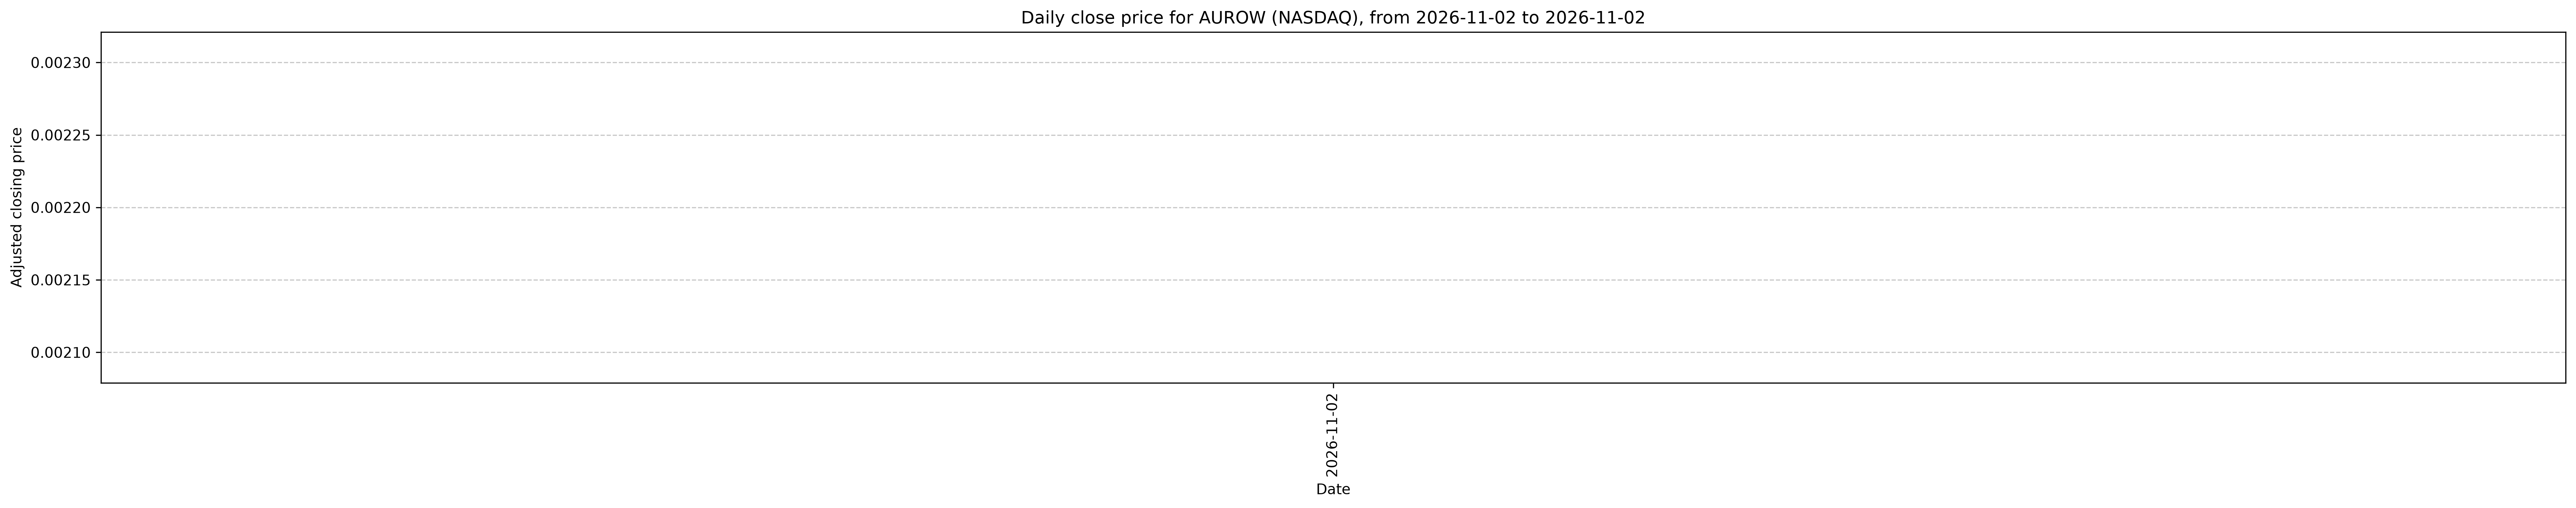 Daily close price for AUROW (NASDAQ), from 2026-11-02 to 2026-11-02
Adjusted closing price
0.00230
0.00225
0.00220
0.00215
0.00210
2026-11-02
Date